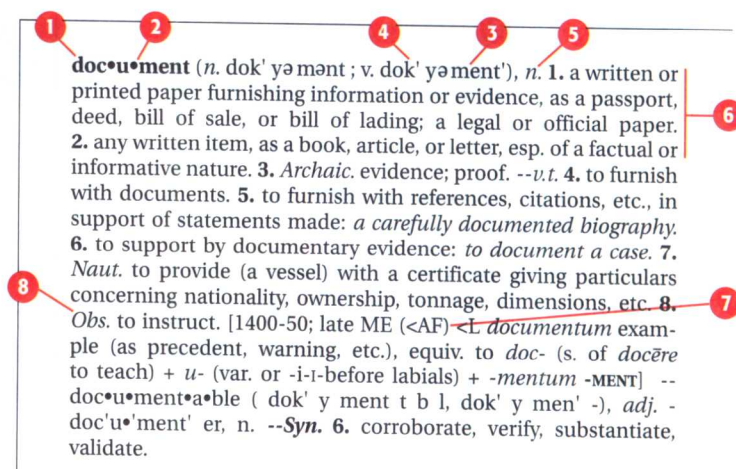 1 2 4 3 5
doc•u•ment (n. dok' yəmənt ; v. dok' yəment'), n. 1. a written or
printed paper furnishing information or evidence, as a passport,
deed, bill of sale, or bill of lading; a legal or official paper.
6
2. any written item, as a book, article, or letter, esp. of a factual or
informative nature. 3. Archaic. evidence; proof. --v.t. 4. to furnish
with documents. 5. to furnish with references, citations, etc., in
support of statements made: a carefully documented biography.
6. to support by documentary evidence: to document a case. 7.
Naut. to provide (a vessel) with a certificate giving particulars
8
concerning nationality, ownership, tonnage, dimensions, etc. 8.
7
Obs. to instruct. [1400-50; late ME (<AF) <L documentum exam-
ple (as precedent, warning, etc.), equiv. to doc- (s. of docēre
to teach) + u- (var. or -i-I-before labials) + -mentum -MENT] --
doc•u•ment•a•ble ( dok' y ment t b l, dok' y men' -), adj. -
doc'u•'ment' er, n. --Syn. 6. corroborate, verify, substantiate,
validate.